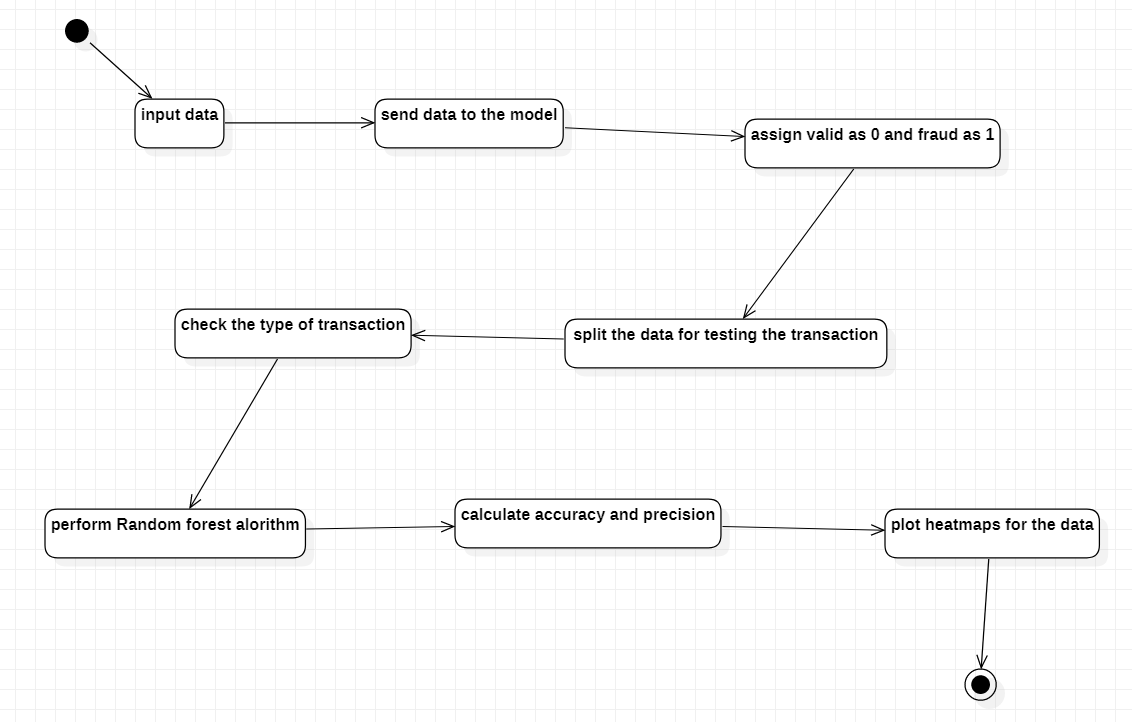 input data
send data to the model
assign valid as 0 and fraud as 1
split the data for testing the transaction
check the type of transaction
perform Random forest alorithm
calculate accuracy and precision
plot heatmaps for the data